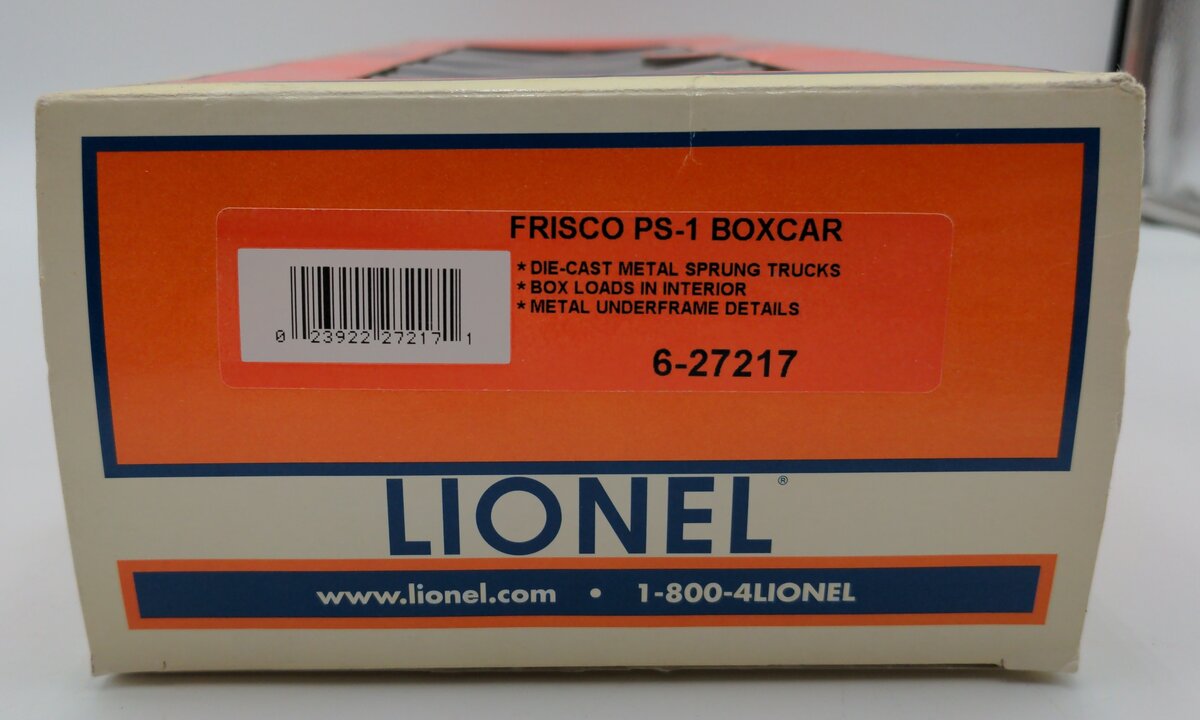 FRISCO PS-1 BOXCAR
* DIE-CAST METAL SPRUNG TRUCKS
* BOX LOADS IN INTERIOR
* METAL UNDERFRAME DETAILS
0 23922 27217 1
6-27217
LIONEL®
www.lionel.com • 1-800-4LIONEL